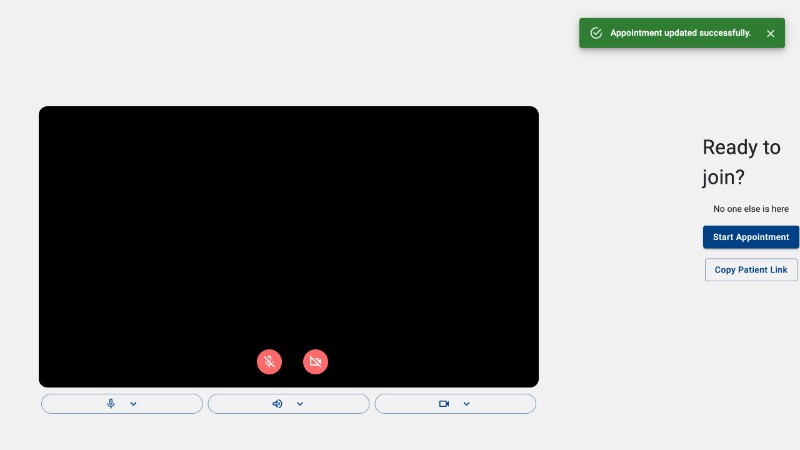 Appointment updated successfully.
Ready to
join?
No one else is here
Start Appointment
Copy Patient Link